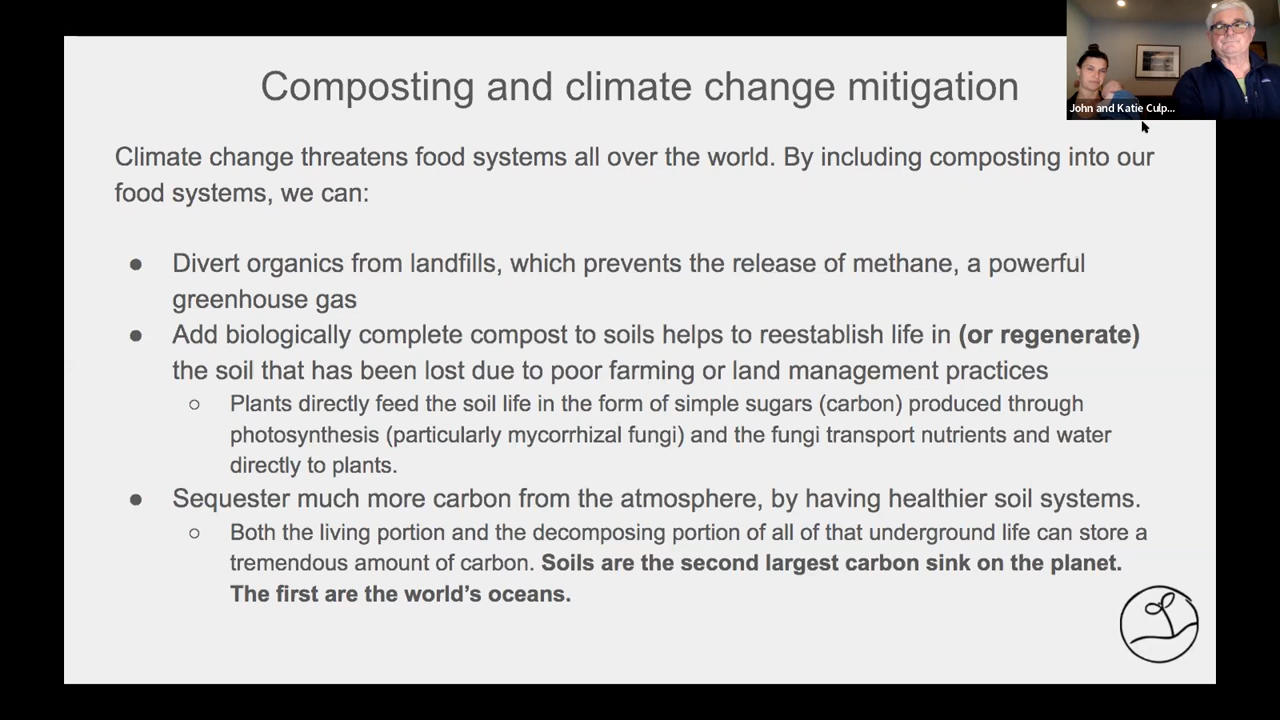 Composting and climate change mitigation
John and Katie Culp...
Climate change threatens food systems all over the world. By including composting into our
food systems, we can:
● Divert organics from landfills, which prevents the release of methane, a powerful
greenhouse gas
● Add biologically complete compost to soils helps to reestablish life in (or regenerate)
the soil that has been lost due to poor farming or land management practices
○ Plants directly feed the soil life in the form of simple sugars (carbon) produced through
photosynthesis (particularly mycorrhizal fungi) and the fungi transport nutrients and water
directly to plants.
● Sequester much more carbon from the atmosphere, by having healthier soil systems.
○ Both the living portion and the decomposing portion of all of that underground life can store a
tremendous amount of carbon. Soils are the second largest carbon sink on the planet.
The first are the world’s oceans.